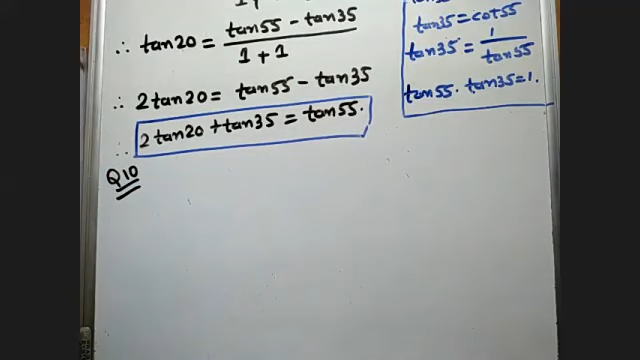 ∴ tan20 = tan55 - tan35 / 1 + 1
∴ 2tan20 = tan55 - tan35
∴ 2tan20 + tan35 = tan55.
Q10
tan35 = cot55
tan35 = 1 / tan55
tan55. tan35 = 1.